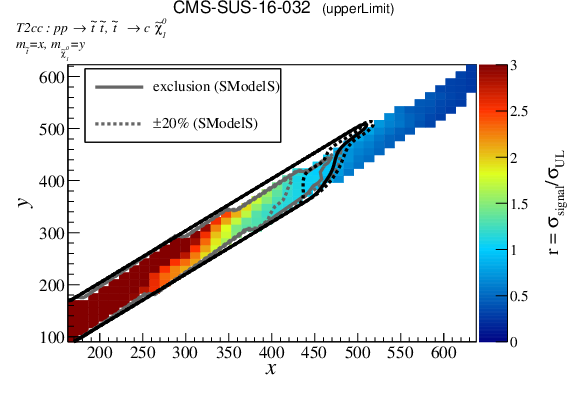 CMS-SUS-16-032 (upperLimit)
T2cc : pp → t̃ t̃, t̃ → c χ̃₁⁰
m_t̃=x, m_χ̃₁⁰=y
exclusion (SModelS)
±20% (SModelS)
600
500
400
300
200
100
y
200 250 300 350 400 450 500 550 600
x
3
2.5
2
1.5
1
0.5
0
r = σ_signal/σ_UL